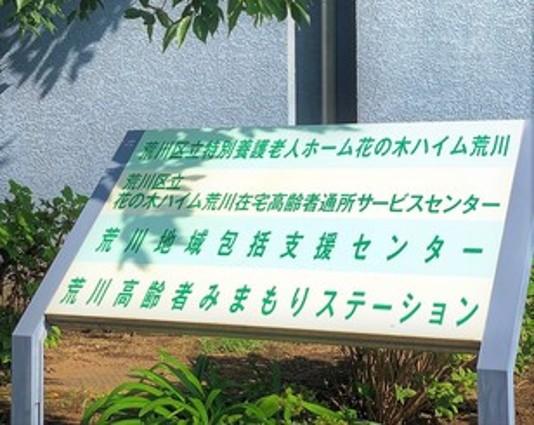 荒川区立特別養護老人ホーム花の木ハイム荒川
荒川区立
花の木ハイム荒川在宅高齢者通所サービスセンター
荒川地域包括支援センター
荒川高齢者みまもりステーション